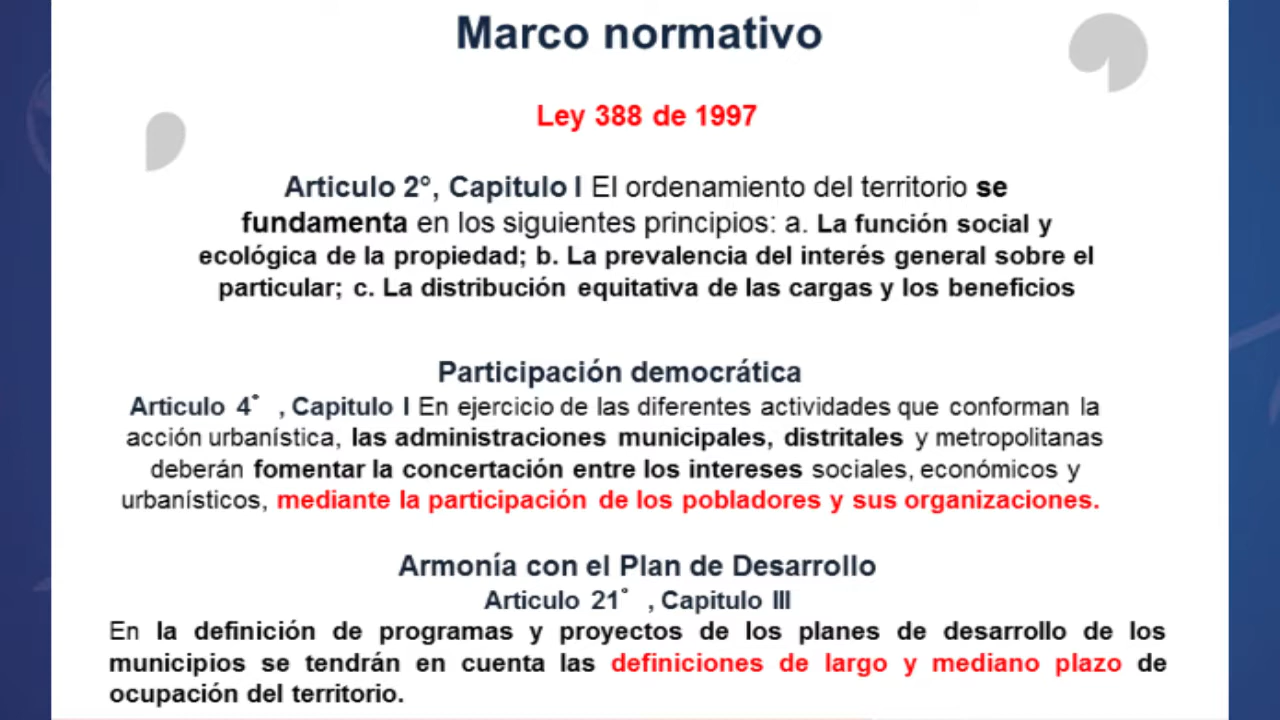 Marco normativo
Ley 388 de 1997
Articulo 2°, Capitulo I El ordenamiento del territorio se
fundamenta en los siguientes principios: a. La función social y
ecológica de la propiedad; b. La prevalencia del interés general sobre el
particular; c. La distribución equitativa de las cargas y los beneficios
Participación democrática
Articulo 4° , Capitulo I En ejercicio de las diferentes actividades que conforman la
acción urbanística, las administraciones municipales, distritales y metropolitanas
deberán fomentar la concertación entre los intereses sociales, económicos y
urbanísticos, mediante la participación de los pobladores y sus organizaciones.
Armonía con el Plan de Desarrollo
Articulo 21° , Capitulo III
En la definición de programas y proyectos de los planes de desarrollo de los
municipios se tendrán en cuenta las definiciones de largo y mediano plazo de
ocupación del territorio.